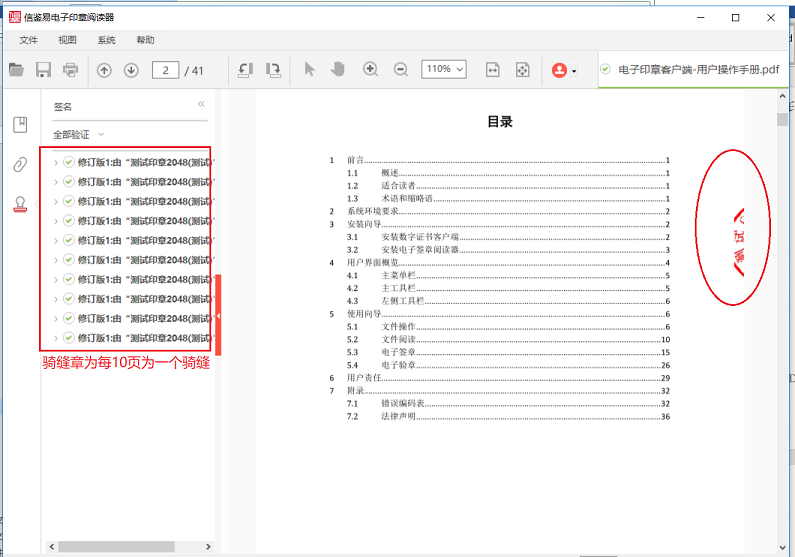 信鉴易电子印章阅读器
文件 视图 系统 帮助
2 / 41 110% 电子印章客户端-用户操作手册.pdf
签名
全部验证
修订版1:由 “测试印章2048(测试)”
修订版1:由 “测试印章2048(测试)”
修订版1:由 “测试印章2048(测试)”
修订版1:由 “测试印章2048(测试)”
修订版1:由 “测试印章2048(测试)”
修订版1:由 “测试印章2048(测试)”
修订版1:由 “测试印章2048(测试)”
修订版1:由 “测试印章2048(测试)”
修订版1:由 “测试印章2048(测试)”
修订版1:由 “测试印章2048(测试)”
骑缝章为每10页为一个骑缝
目录
1 前言 1
1.1 概述 1
1.2 适合读者 1
1.3 术语和缩略语 1
2 系统环境要求 2
3 安装向导 2
3.1 安装数字证书客户端 2
3.2 安装电子签章阅读器 3
4 用户界面概览 4
4.1 主菜单栏 5
4.2 主工具栏 5
4.3 左侧工具栏 6
5 使用向导 6
5.1 文件操作 6
5.2 文件阅读 10
5.3 电子签章 15
5.4 电子验章 26
6 用户责任 29
7 附录 32
7.1 错误编码表 32
7.2 法律声明 36